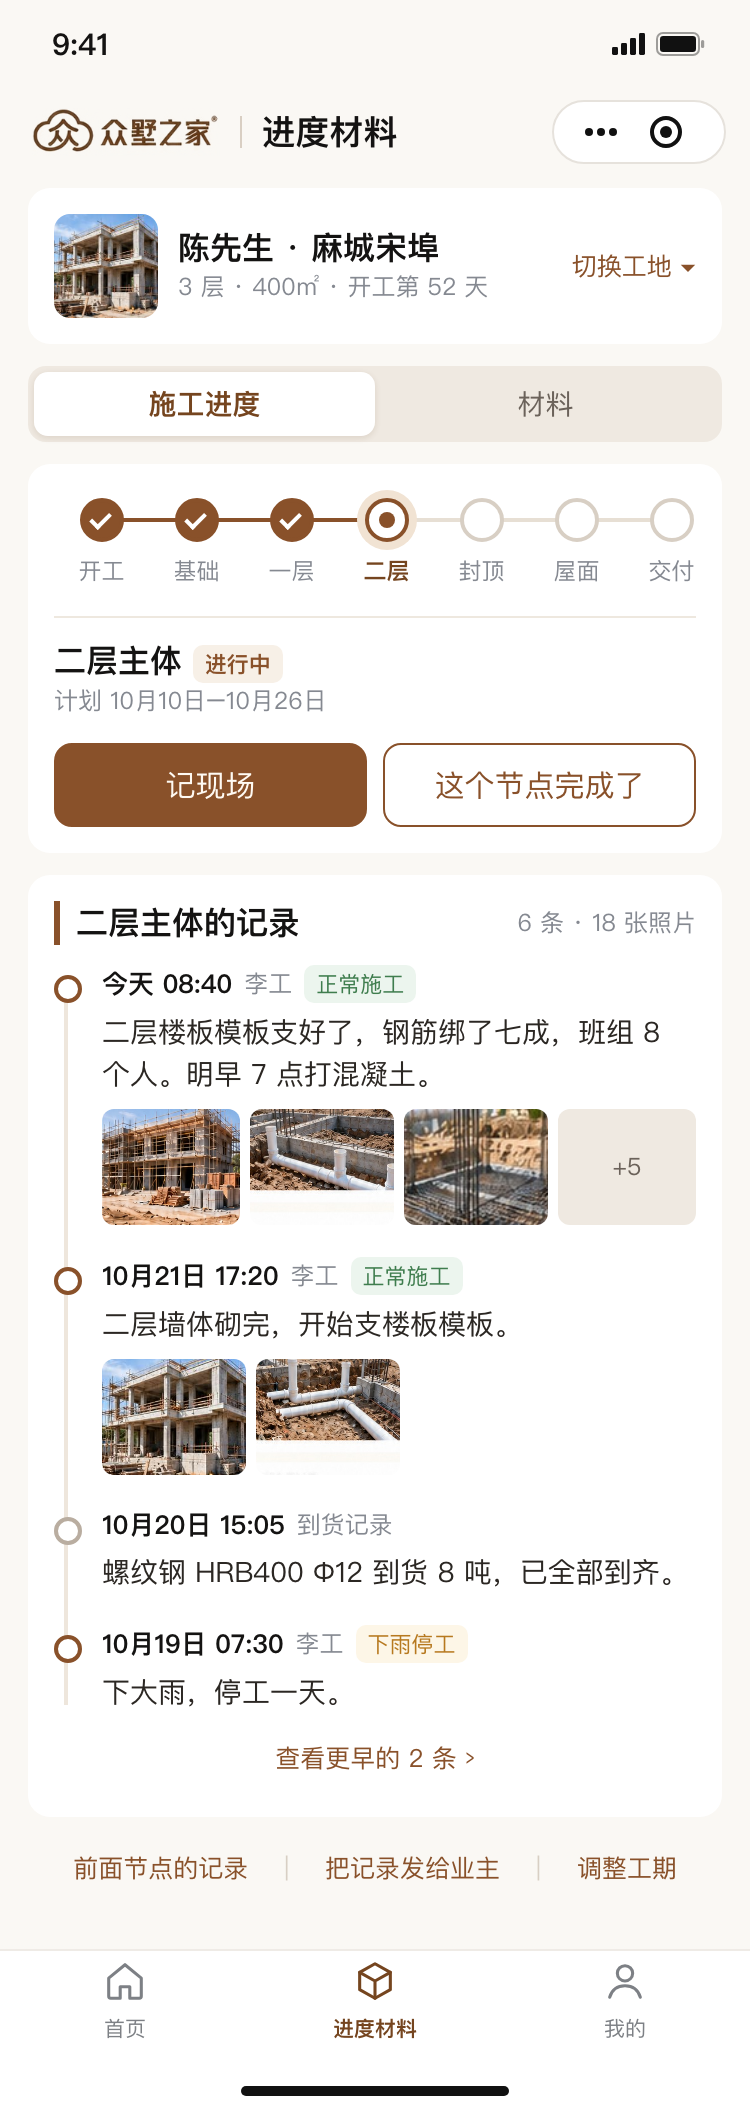 9:41
众墅之家® 进度材料
陈先生 · 麻城宋埠
3 层 · 400㎡ · 开工第 52 天
切换工地
施工进度 材料
开工 基础 一层 二层 封顶 屋面 交付
二层主体 进行中
计划 10月10日—10月26日
记现场 这个节点完成了
二层主体的记录 6 条 · 18 张照片
今天 08:40 李工 正常施工
二层楼板模板支好了，钢筋绑了七成，班组 8
个人。明早 7 点打混凝土。
+5
10月21日 17:20 李工 正常施工
二层墙体砌完，开始支楼板模板。
10月20日 15:05 到货记录
螺纹钢 HRB400 Φ12 到货 8 吨，已全部到齐。
10月19日 07:30 李工 下雨停工
下大雨，停工一天。
查看更早的 2 条 ›
前面节点的记录 把记录发给业主 调整工期
首页 进度材料 我的